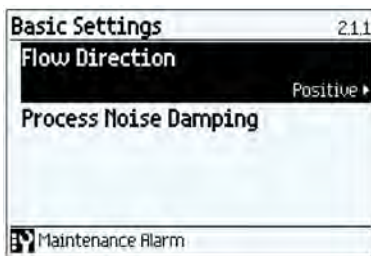 Basic Settings 2.1.1
Flow Direction
Positive
Process Noise Damping
Maintenance Alarm